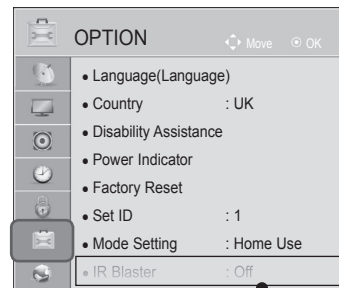 OPTION
Move OK
• Language(Language)
• Country : UK
• Disability Assistance
• Power Indicator
• Factory Reset
• Set ID : 1
• Mode Setting : Home Use
• IR Blaster : Off